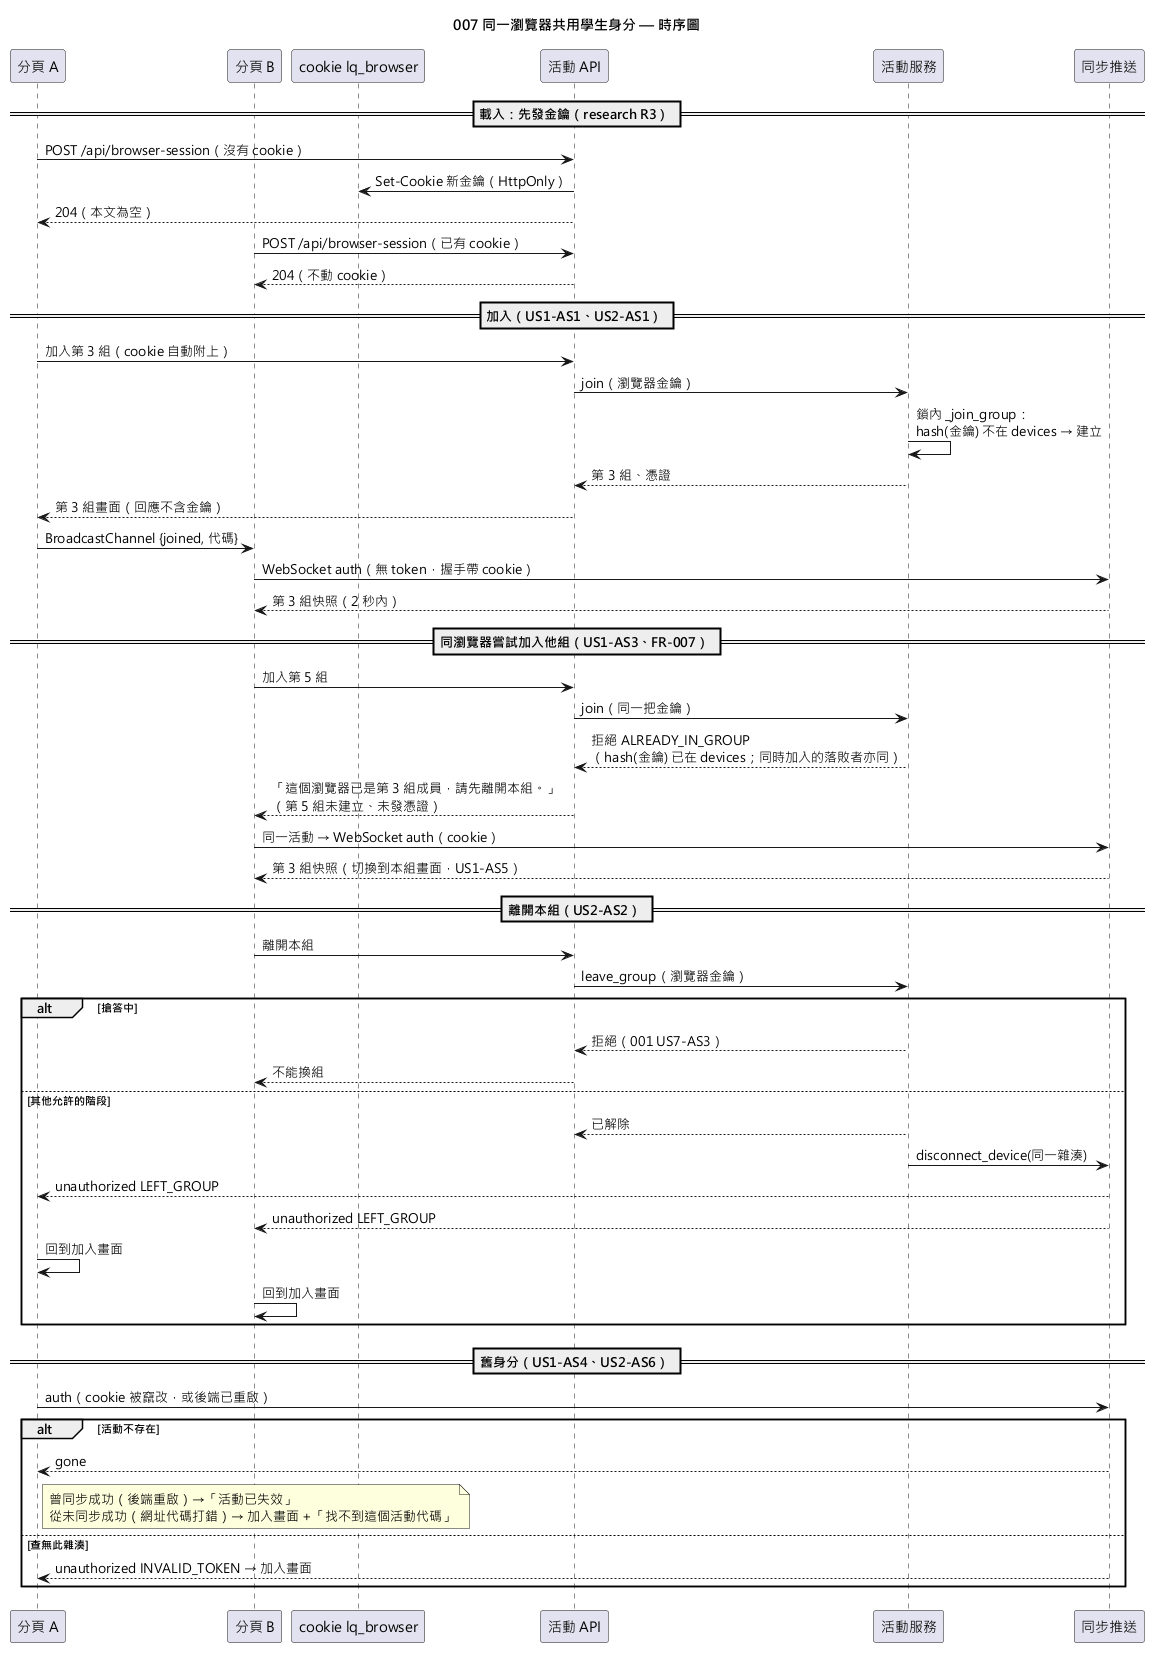 007 同一瀏覽器共用學生身分 — 時序圖
分頁 A
分頁 B
cookie lq_browser
活動 API
活動服務
同步推送
載入：先發金鑰（research R3）
POST /api/browser-session（沒有 cookie）
Set-Cookie 新金鑰（HttpOnly）
204（本文為空）
POST /api/browser-session（已有 cookie）
204（不動 cookie）
加入（US1-AS1、US2-AS1）
加入第 3 組（cookie 自動附上）
join（瀏覽器金鑰）
鎖內 _join_group：
hash(金鑰) 不在 devices → 建立
第 3 組、憑證
第 3 組畫面（回應不含金鑰）
BroadcastChannel {joined, 代碼}
WebSocket auth（無 token，握手帶 cookie）
第 3 組快照（2 秒內）
同瀏覽器嘗試加入他組（US1-AS3、FR-007）
加入第 5 組
join（同一把金鑰）
拒絕 ALREADY_IN_GROUP
（hash(金鑰) 已在 devices；同時加入的落敗者亦同）
「這個瀏覽器已是第 3 組成員，請先離開本組。」
（第 5 組未建立、未發憑證）
同一活動 → WebSocket auth（cookie）
第 3 組快照（切換到本組畫面，US1-AS5）
離開本組（US2-AS2）
離開本組
leave_group（瀏覽器金鑰）
alt [搶答中]
拒絕（001 US7-AS3）
不能換組
[其他允許的階段]
已解除
disconnect_device(同一雜湊)
unauthorized LEFT_GROUP
unauthorized LEFT_GROUP
回到加入畫面
回到加入畫面
舊身分（US1-AS4、US2-AS6）
auth（cookie 被竄改，或後端已重啟）
alt [活動不存在]
gone
曾同步成功（後端重啟）→「活動已失效」
從未同步成功（網址代碼打錯）→ 加入畫面 +「找不到這個活動代碼」
[查無此雜湊]
unauthorized INVALID_TOKEN → 加入畫面
分頁 A
分頁 B
cookie lq_browser
活動 API
活動服務
同步推送